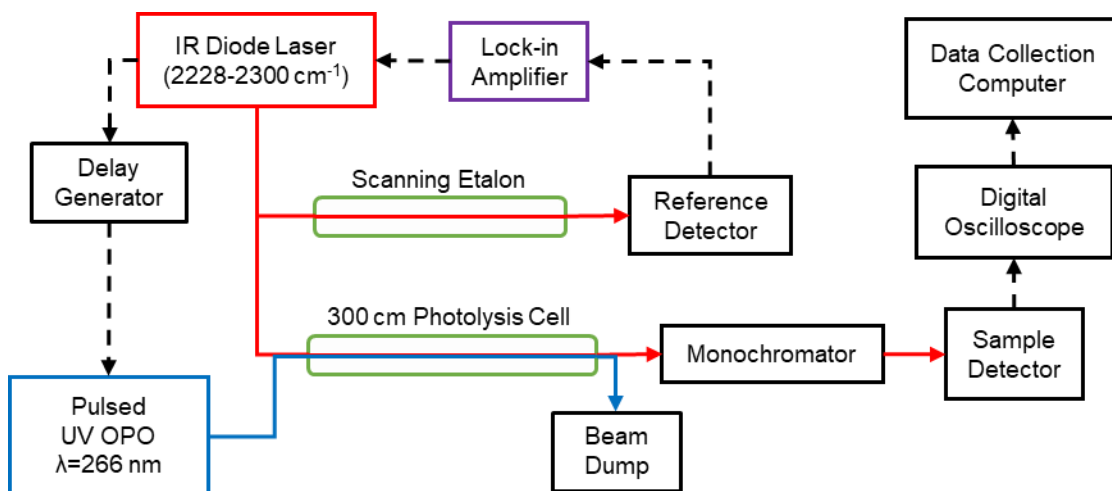 IR Diode Laser
(2228-2300 cm⁻¹)
Lock-in
Amplifier
Data Collection
Computer
Delay
Generator
Scanning Etalon
Reference
Detector
Digital
Oscilloscope
300 cm Photolysis Cell
Monochromator
Sample
Detector
Pulsed
UV OPO
λ=266 nm
Beam
Dump